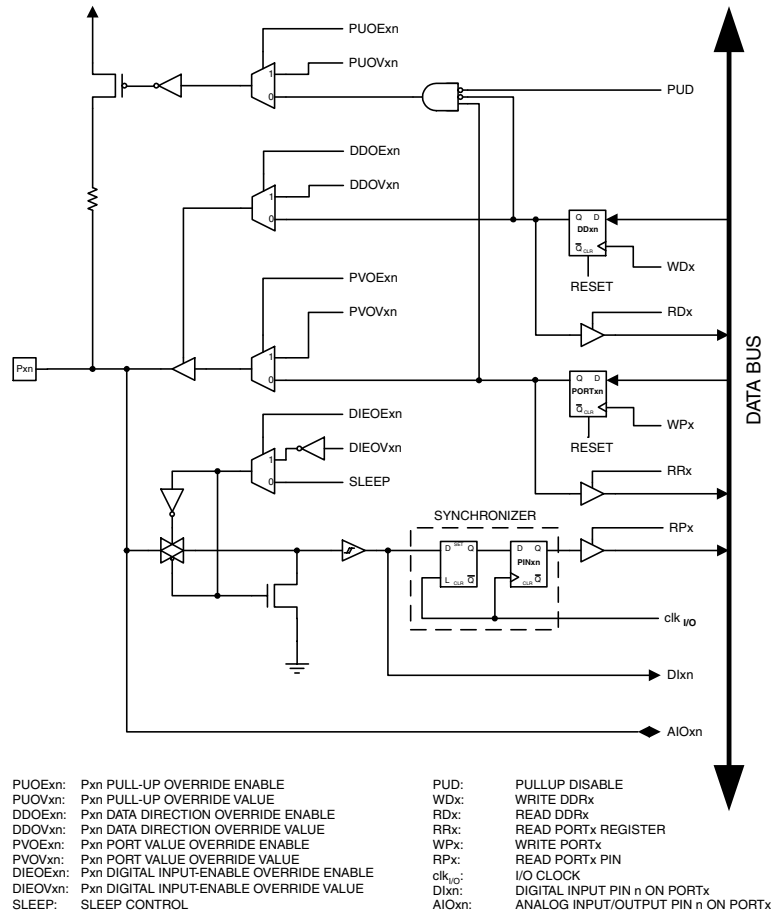 PUOExn
PUOVxn
1
0
PUD
DDOExn
DDOVxn
1
0
Q D
DDxn
Q CLR
WDx
RESET
RDx
PVOExn
PVOVxn
1
0
Pxn
Q D
PORTxn
Q CLR
WPx
RESET
DATA BUS
DIEOExn
DIEOVxn
1
0
SLEEP
RRx
SYNCHRONIZER
RPx
D SET Q
L CLR Q
D Q
PINxn
CLR Q
clk I/O
DIxn
AIOxn
PUOExn: Pxn PULL-UP OVERRIDE ENABLE
PUOVxn: Pxn PULL-UP OVERRIDE VALUE
DDOExn: Pxn DATA DIRECTION OVERRIDE ENABLE
DDOVxn: Pxn DATA DIRECTION OVERRIDE VALUE
PVOExn: Pxn PORT VALUE OVERRIDE ENABLE
PVOVxn: Pxn PORT VALUE OVERRIDE VALUE
DIEOExn: Pxn DIGITAL INPUT-ENABLE OVERRIDE ENABLE
DIEOVxn: Pxn DIGITAL INPUT-ENABLE OVERRIDE VALUE
SLEEP: SLEEP CONTROL
PUD: PULLUP DISABLE
WDx: WRITE DDRx
RDx: READ DDRx
RRx: READ PORTx REGISTER
WPx: WRITE PORTx
RPx: READ PORTx PIN
clkI/O: I/O CLOCK
DIxn: DIGITAL INPUT PIN n ON PORTx
AIOxn: ANALOG INPUT/OUTPUT PIN n ON PORTx